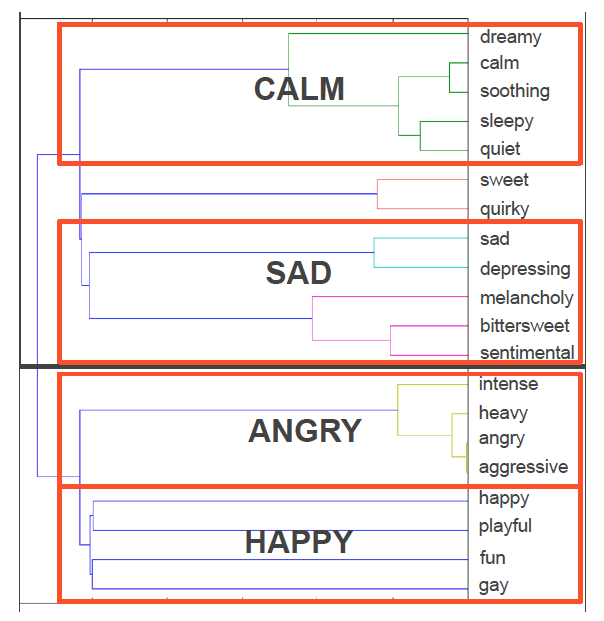 dreamy
calm
CALM
soothing
sleepy
quiet
sweet
quirky
sad
SAD
depressing
melancholy
bittersweet
sentimental
intense
heavy
ANGRY
angry
aggressive
happy
playful
HAPPY
fun
gay